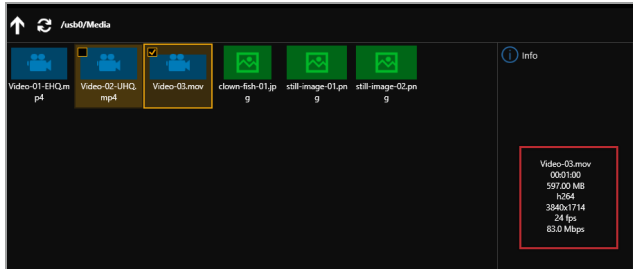 /usb0/Media
Info
Video-01-EHQ.m
p4
Video-02-UHQ.
mp4
Video-03.mov
clown-fish-01.jp
g
still-image-01.pn
g
still-image-02.pn
g
Video-03.mov
00:01:00
597.00 MB
h264
3840x1714
24 fps
83.0 Mbps